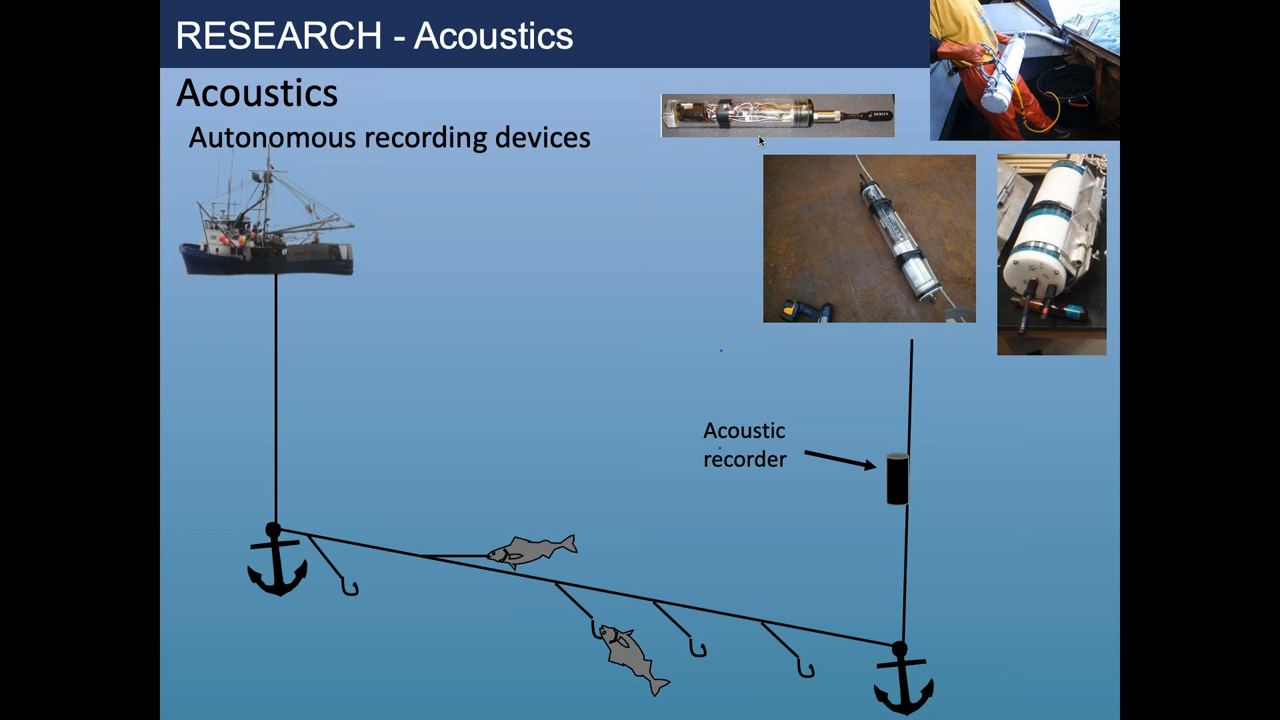 RESEARCH - Acoustics
Acoustics
Autonomous recording devices
Acoustic
recorder